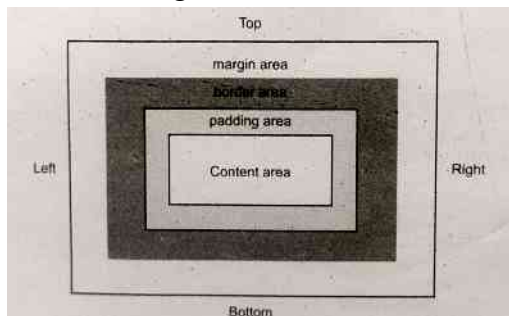 Top
margin area
border area
padding area
Left
Content area
Right
Bottom